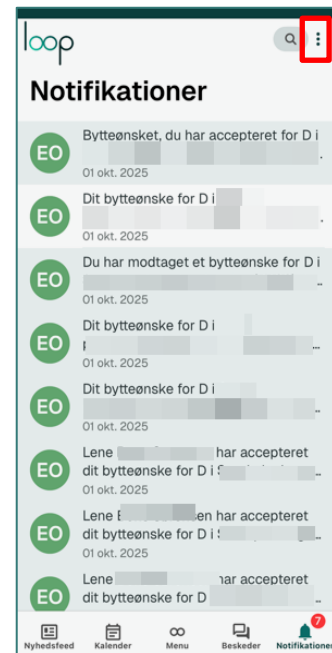 loop
Notifikationer
EO
Bytteønsket, du har accepteret for D i
01 okt. 2025
EO
Dit bytteønske for D i
01 okt. 2025
EO
Du har modtaget et bytteønske for D i
01 okt. 2025
EO
Dit bytteønske for D i
01 okt. 2025
EO
Dit bytteønske for D i
01 okt. 2025
EO
Lene har accepteret
dit bytteønske for D i
01 okt. 2025
EO
Lene har accepteret
dit bytteønske for D i
01 okt. 2025
EO
Lene har accepteret
dit bytteønske for D
7
Nyhedsfeed Kalender Menu Beskeder Notifikationer